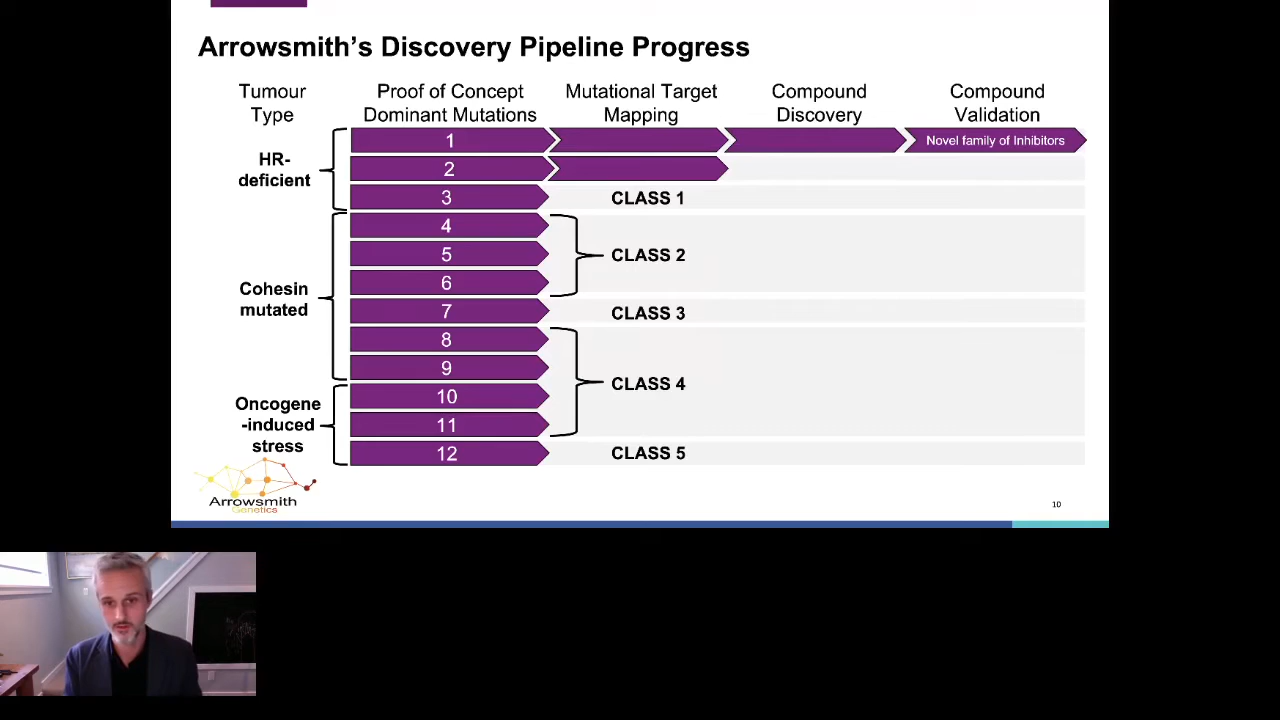 Arrowsmith's Discovery Pipeline Progress
Tumour
Type
Proof of Concept
Dominant Mutations
Mutational Target
Mapping
Compound
Discovery
Compound
Validation
HR-
deficient
1
Novel family of Inhibitors
2
3
CLASS 1
Cohesin
mutated
4
5
6
CLASS 2
7
CLASS 3
8
9
10
11
CLASS 4
Oncogene
-induced
stress
12
CLASS 5
Arrowsmith
Genetics
10